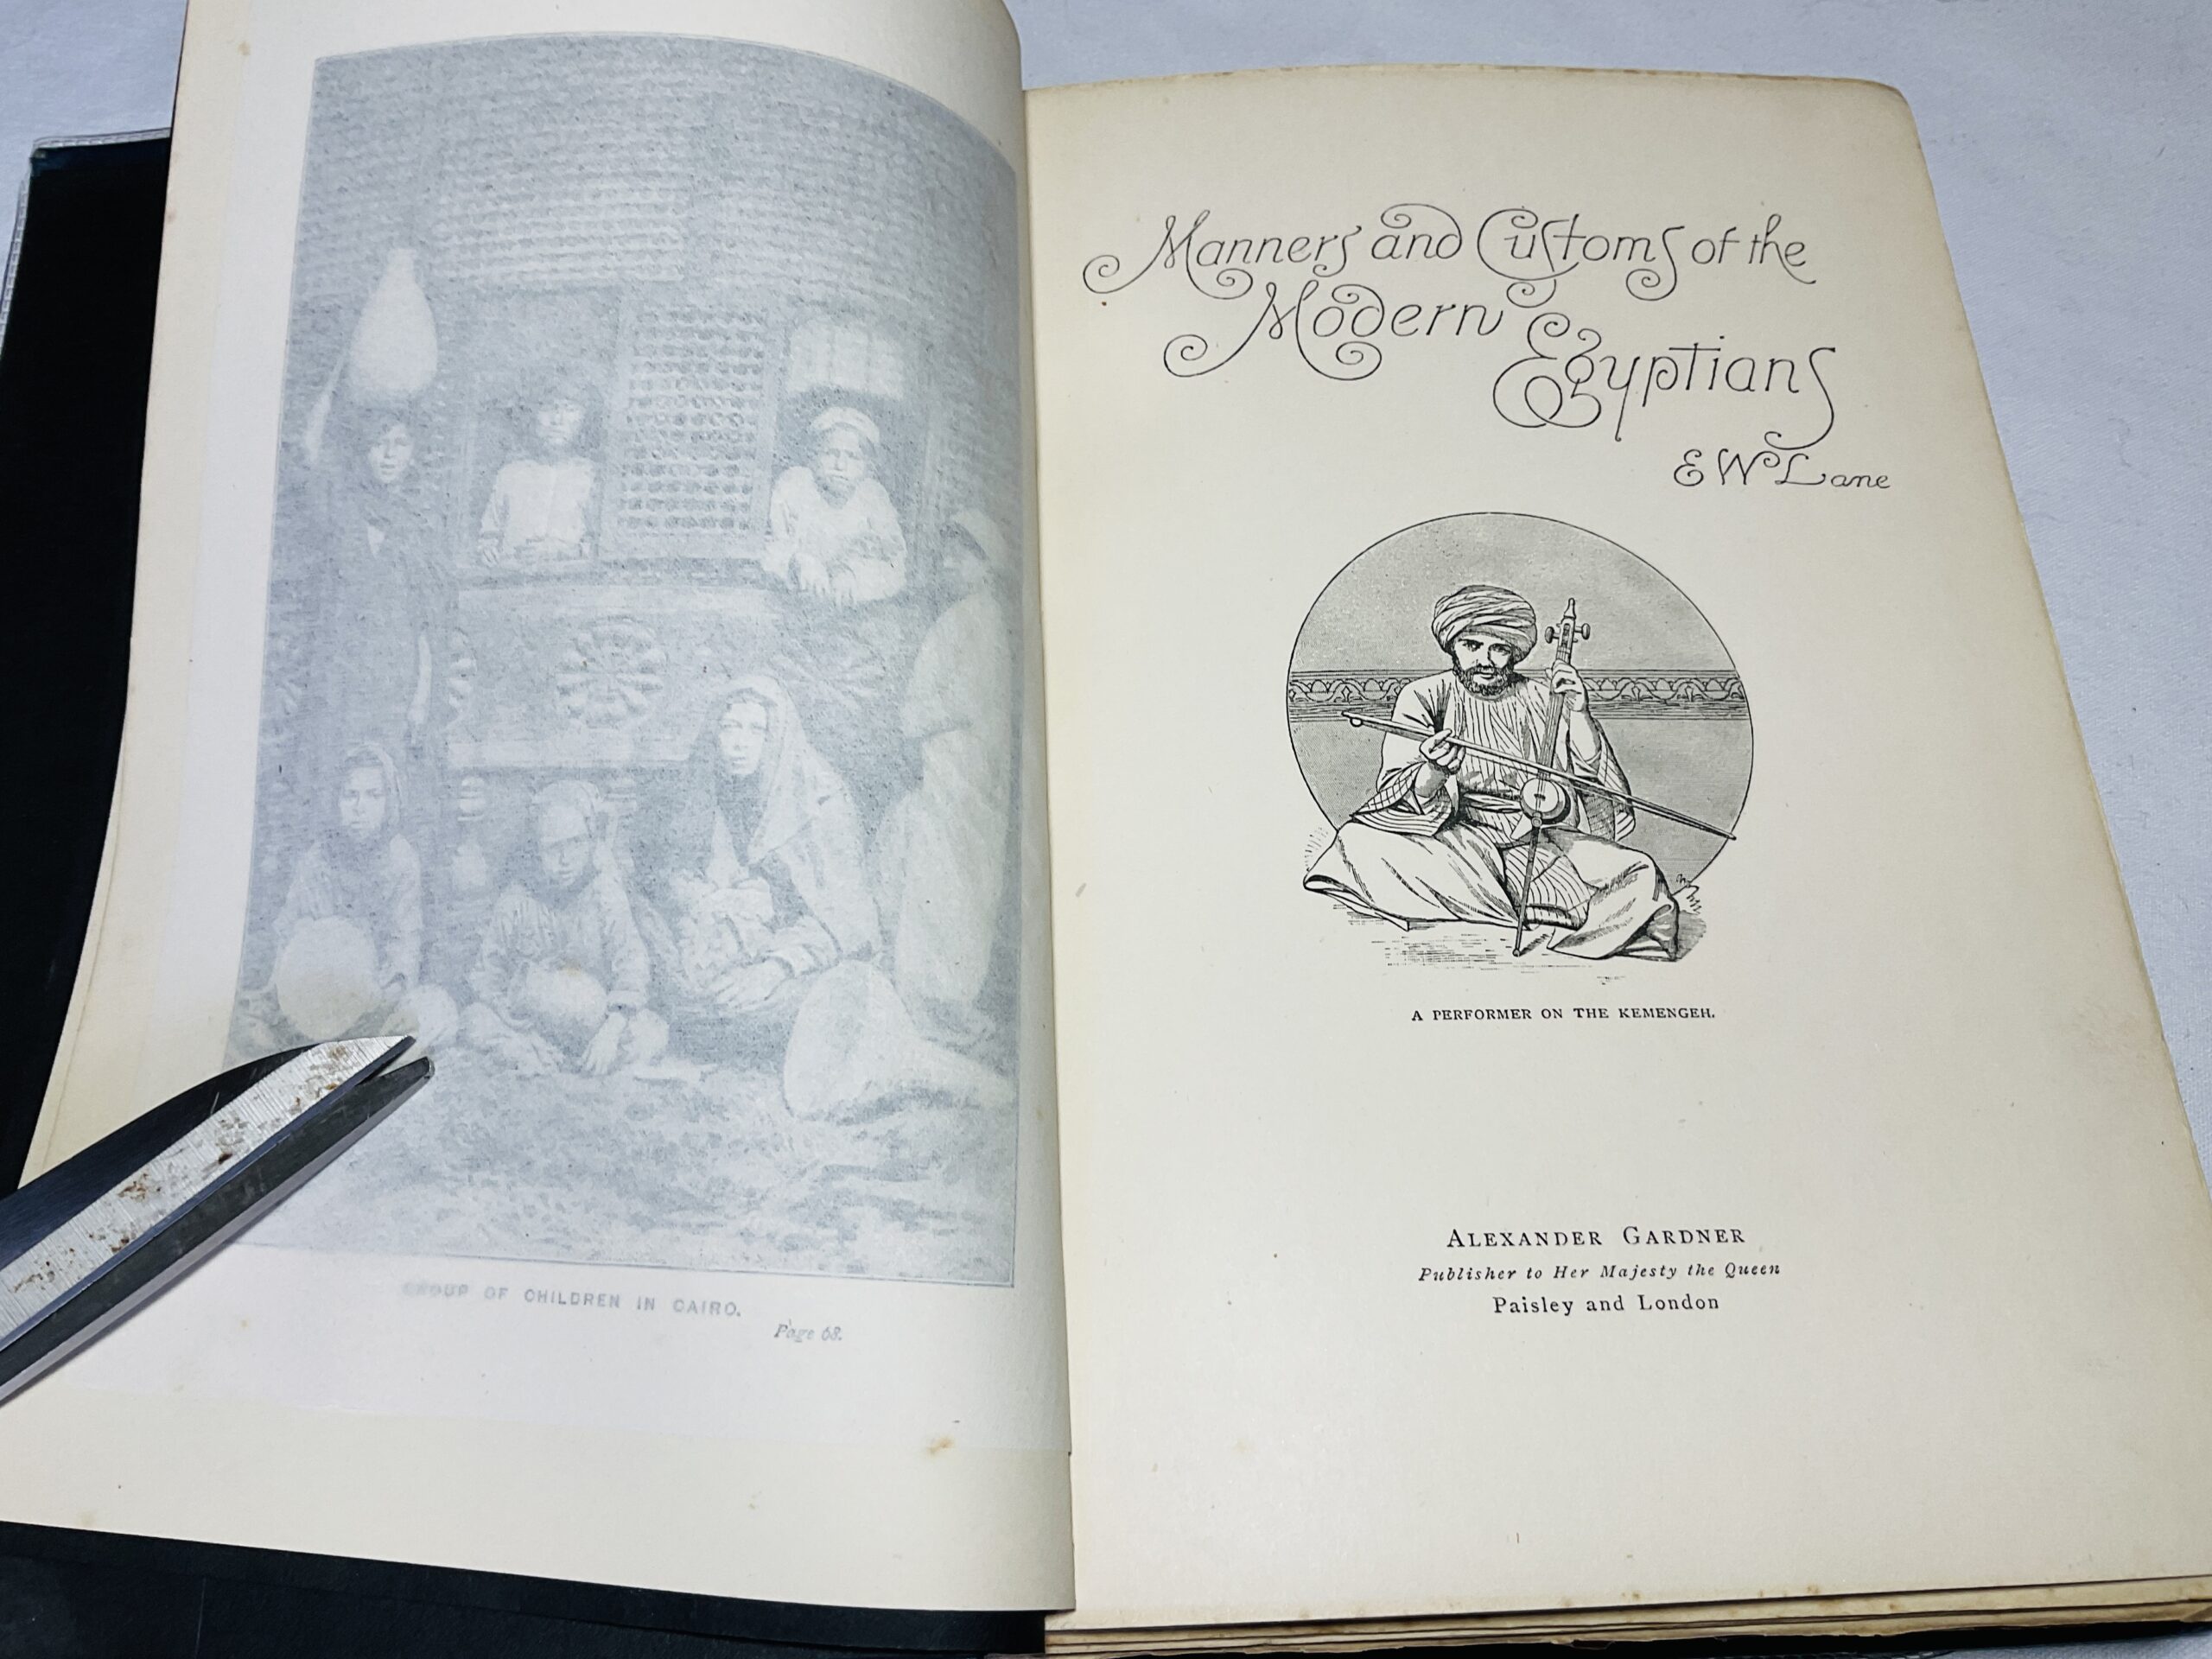 GROUP OF CHILDREN IN CAIRO.
Page 68.
Manners and Customs of the
Modern
Egyptians
E W Lane
A PERFORMER ON THE KEMENGEH.
ALEXANDER GARDNER
Publisher to Her Majesty the Queen
Paisley and London